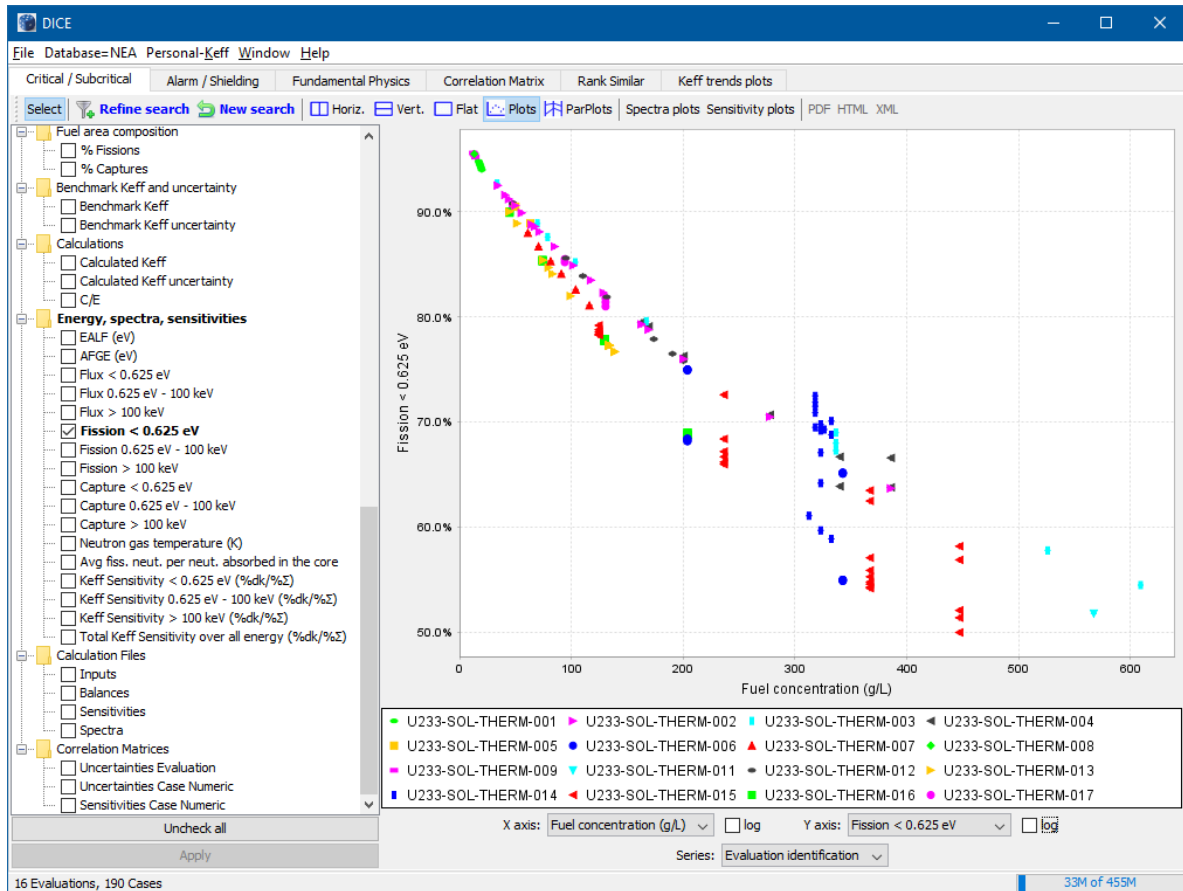 DICE
File Database=NEA Personal-Keff Window Help
Critical / Subcritical Alarm / Shielding Fundamental Physics Correlation Matrix Rank Similar Keff trends plots
Select Refine search New search Horiz. Vert. Flat Plots ParPlots Spectra plots Sensitivity plots PDF HTML XML
Fuel area composition
% Fissions
% Captures
Benchmark Keff and uncertainty
Benchmark Keff
Benchmark Keff uncertainty
Calculations
Calculated Keff
Calculated Keff uncertainty
C/E
Energy, spectra, sensitivities
EALF (eV)
AFGE (eV)
Flux < 0.625 eV
Flux 0.625 eV - 100 keV
Flux > 100 keV
Fission < 0.625 eV
Fission 0.625 eV - 100 keV
Fission > 100 keV
Capture < 0.625 eV
Capture 0.625 eV - 100 keV
Capture > 100 keV
Neutron gas temperature (K)
Avg fiss. neut. per neut. absorbed in the core
Keff Sensitivity < 0.625 eV (%dk/%Σ)
Keff Sensitivity 0.625 eV - 100 keV (%dk/%Σ)
Keff Sensitivity > 100 keV (%dk/%Σ)
Total Keff Sensitivity over all energy (%dk/%Σ)
Calculation Files
Inputs
Balances
Sensitivities
Spectra
Correlation Matrices
Uncertainties Evaluation
Uncertainties Case Numeric
Sensitivities Case Numeric
Uncheck all
Apply
Fission < 0.625 eV
90.0%
80.0%
70.0%
60.0%
50.0%
0 100 200 300 400 500 600
Fuel concentration (g/L)
U233-SOL-THERM-001 U233-SOL-THERM-002 U233-SOL-THERM-003 U233-SOL-THERM-004
U233-SOL-THERM-005 U233-SOL-THERM-006 U233-SOL-THERM-007 U233-SOL-THERM-008
U233-SOL-THERM-009 U233-SOL-THERM-011 U233-SOL-THERM-012 U233-SOL-THERM-013
U233-SOL-THERM-014 U233-SOL-THERM-015 U233-SOL-THERM-016 U233-SOL-THERM-017
X axis: Fuel concentration (g/L) log Y axis: Fission < 0.625 eV log
Series: Evaluation identification
16 Evaluations, 190 Cases 33M of 455M